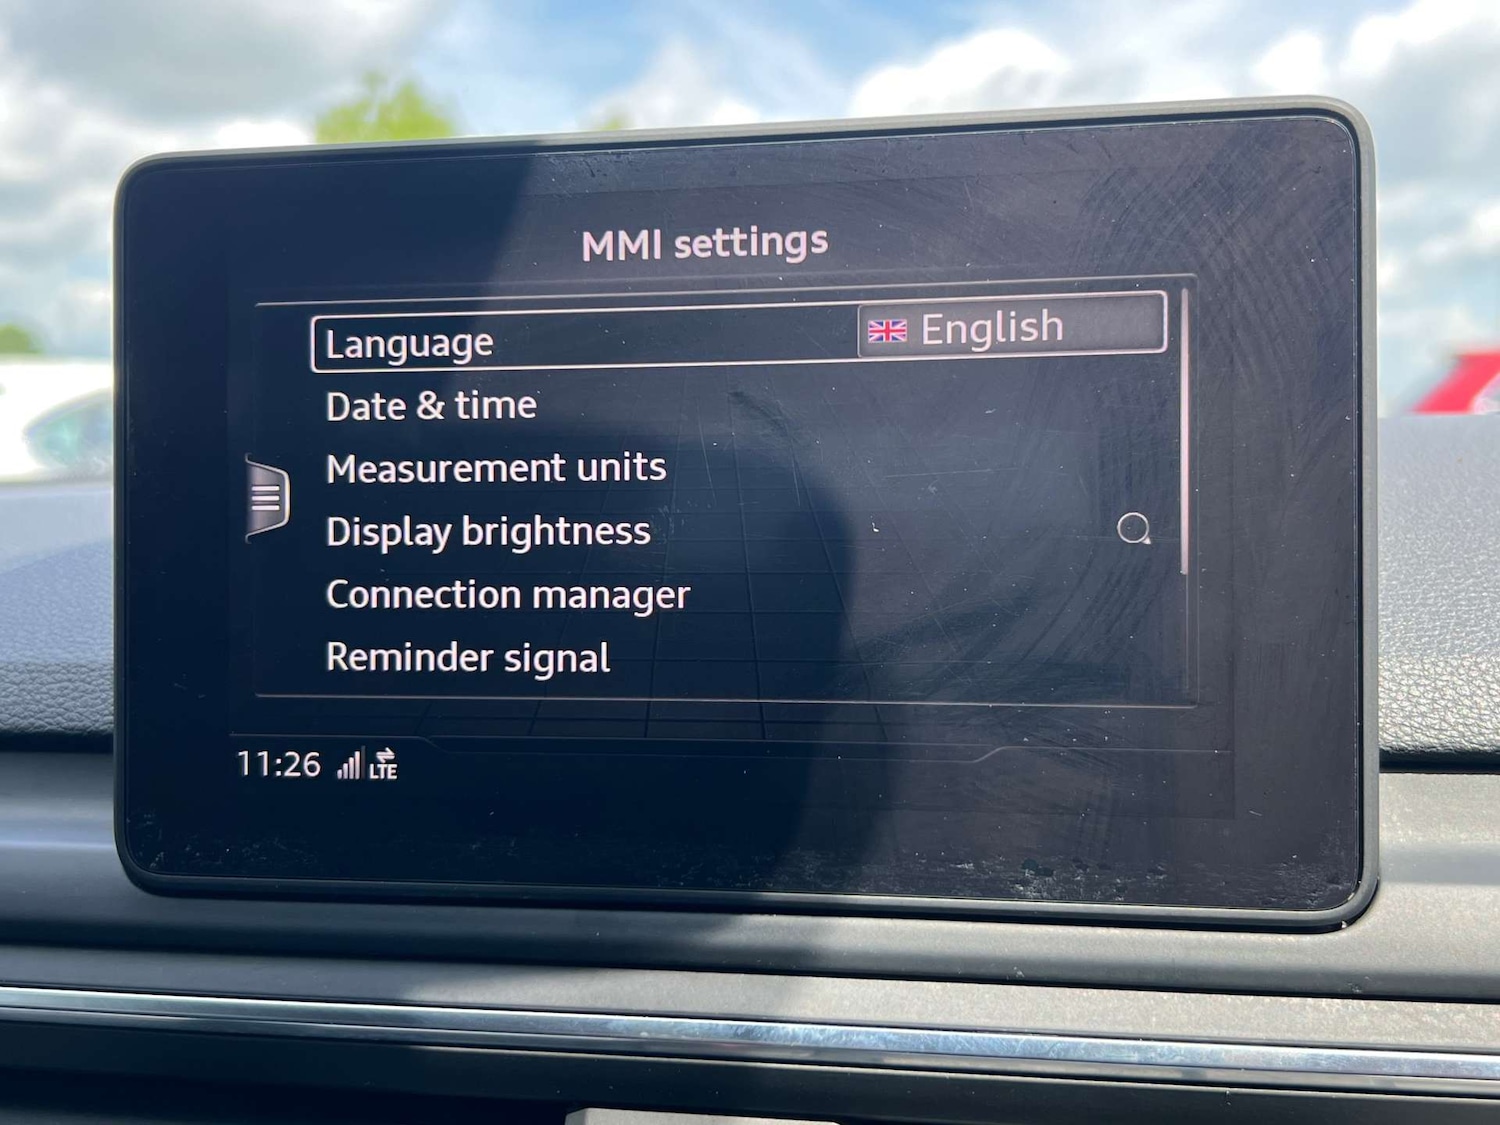 MMI settings
Language English
Date & time
Measurement units
Display brightness
Connection manager
Reminder signal
11:26 LTE